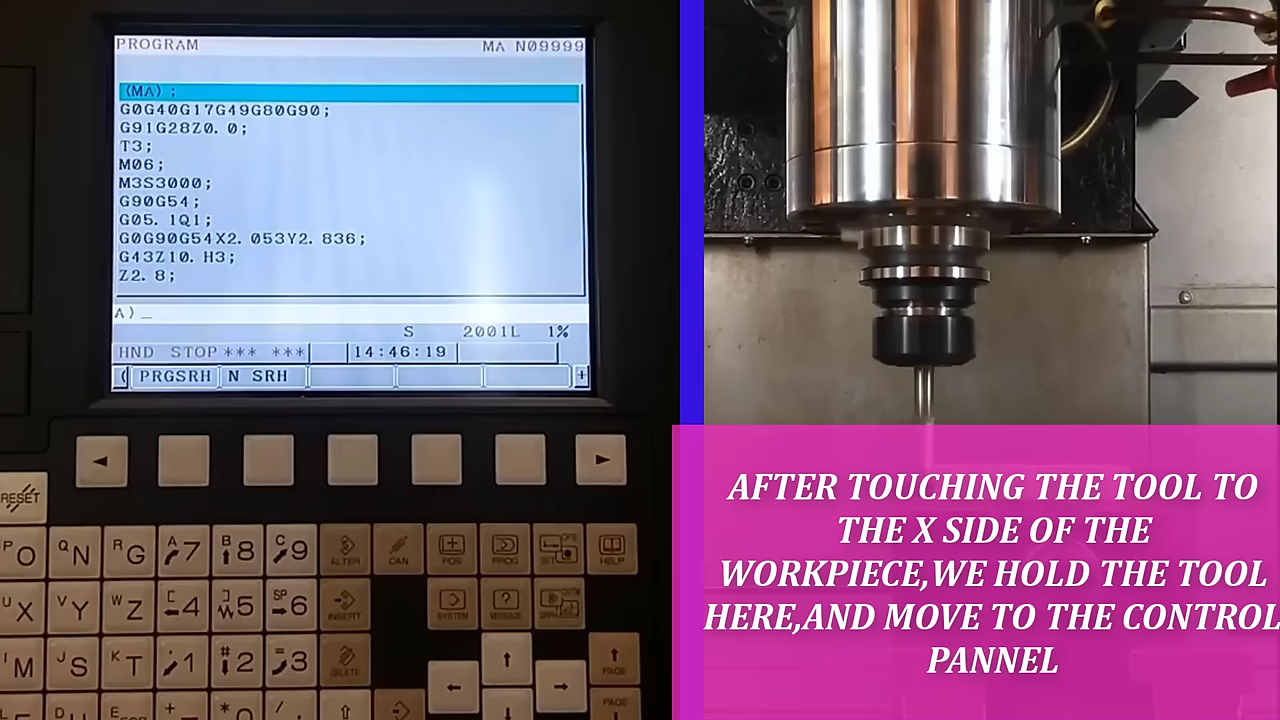 PROGRAM MA N09999
(MA) ;
G0G40G17G49G80G90;
G91G28Z0. 0;
T3;
M06;
M3S3000;
G90G54;
G05. 1Q1;
G0G90G54X2. 053Y2. 836;
G43Z10. H3;
Z2. 8;
A)_
S 2001L 1%
HND STOP *** *** 14:46:19
( PRGSRH N SRH +
RESET
P O Q N R G A 7 B 8 C 9 ALTER CAN POS PROG HELP
U X V Y W Z [ 4 ] 5 SP 6 INSERT SYSTEM MESSAGE
I M J S K T , 1 # 2 = 3 DELETE PAGE
PAGE
AFTER TOUCHING THE TOOL TO
THE X SIDE OF THE
WORKPIECE,WE HOLD THE TOOL
HERE,AND MOVE TO THE CONTROL
PANNEL